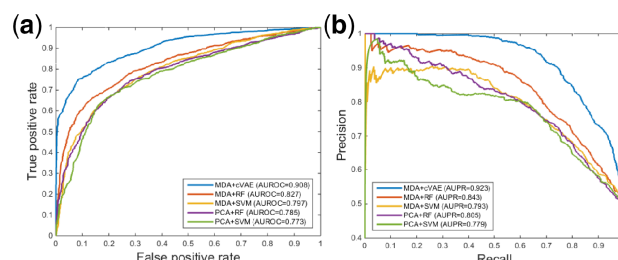 (a)
1
0.9
0.8
0.7
0.6
0.5
0.4
0.3
0.2
0.1
0
True positive rate
0 0.1 0.2 0.3 0.4 0.5 0.6 0.7 0.8 0.9 1
False positive rate
MDA+cVAE (AUROC=0.908)
MDA+RF (AUROC=0.827)
MDA+SVM (AUROC=0.797)
PCA+RF (AUROC=0.785)
PCA+SVM (AUROC=0.773)
(b)
1
0.9
0.8
0.7
0.6
0.5
0.4
Precision
0 0.1 0.2 0.3 0.4 0.5 0.6 0.7 0.8 0.9
Recall
MDA+cVAE (AUPR=0.923)
MDA+RF (AUPR=0.843)
MDA+SVM (AUPR=0.793)
PCA+RF (AUPR=0.805)
PCA+SVM (AUPR=0.779)